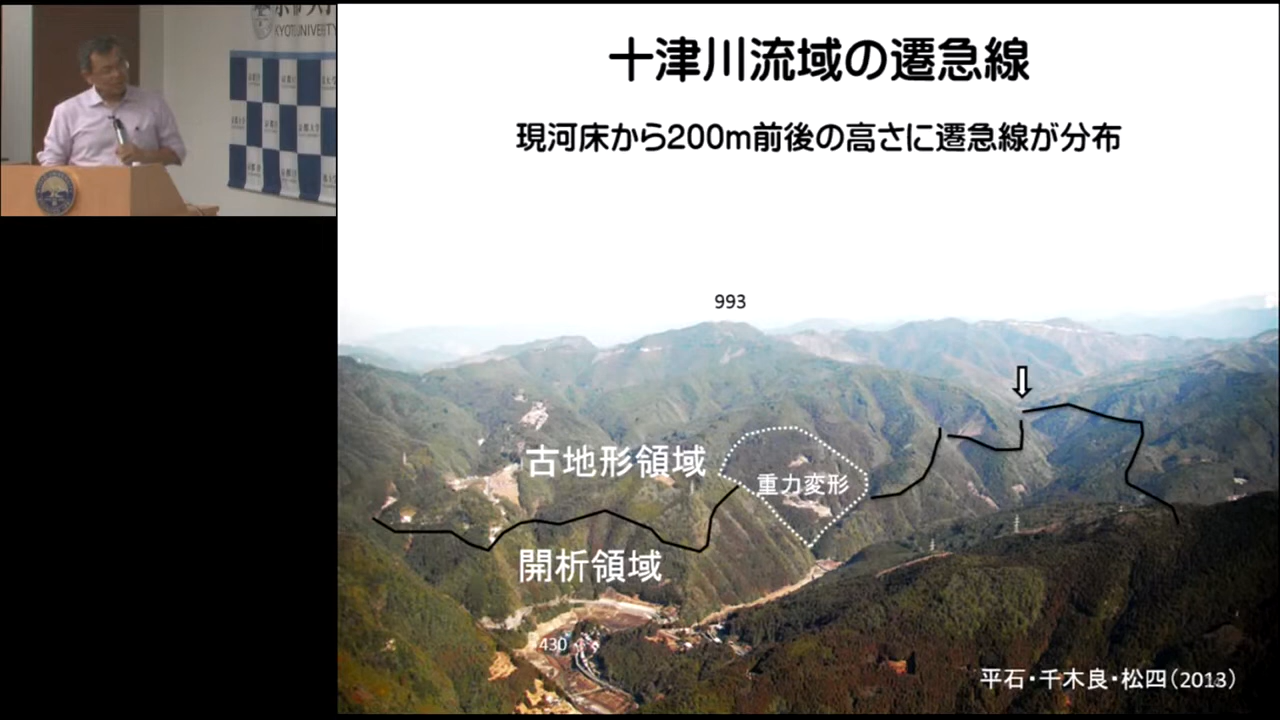 KYOTO UNIVERSITY
十津川流域の遷急線
現河床から200m前後の高さに遷急線が分布
993
古地形領域
重力変形
開析領域
430
平石・千木良・松四（2013）